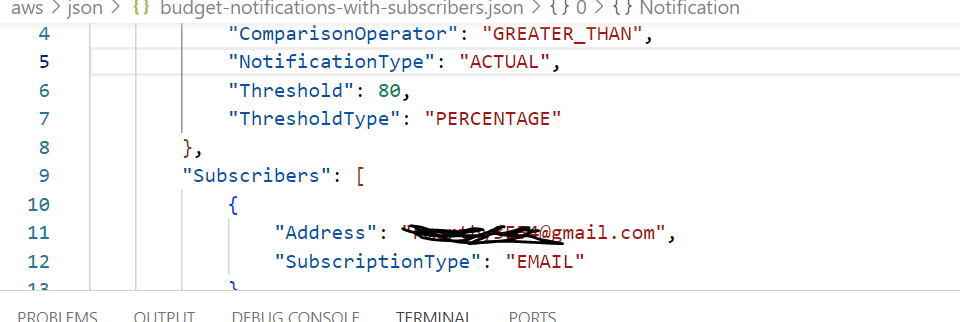 aws > json > {} budget-notifications-with-subscribers.json > {} 0 > {} Notification
4 "ComparisonOperator": "GREATER_THAN",
5 "NotificationType": "ACTUAL",
6 "Threshold": 80,
7 "ThresholdType": "PERCENTAGE"
8 },
9 "Subscribers": [
10 {
11 "Address": @gmail.com",
12 "SubscriptionType": "EMAIL"
13 }
PROBLEMS OUTPUT DEBUG CONSOLE TERMINAL PORTS